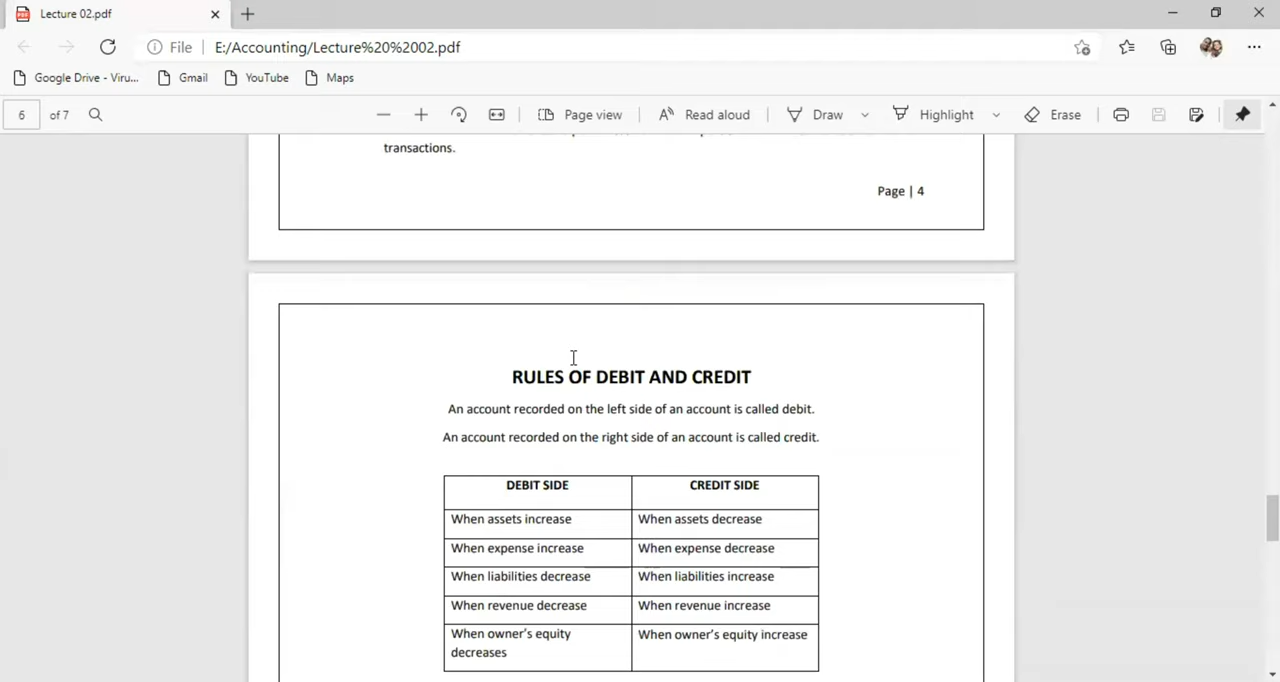 Lecture 02.pdf
File
E:/Accounting/Lecture%20%2002.pdf
Google Drive - Viru...
Gmail
YouTube
Maps
6 of 7
Page view
Read aloud
Draw
Highlight
Erase
transactions.
Page | 4
RULES OF DEBIT AND CREDIT
An account recorded on the left side of an account is called debit.
An account recorded on the right side of an account is called credit.
DEBIT SIDE CREDIT SIDE
When assets increase When assets decrease
When expense increase When expense decrease
When liabilities decrease When liabilities increase
When revenue decrease When revenue increase
When owner's equity When owner's equity increase
decreases